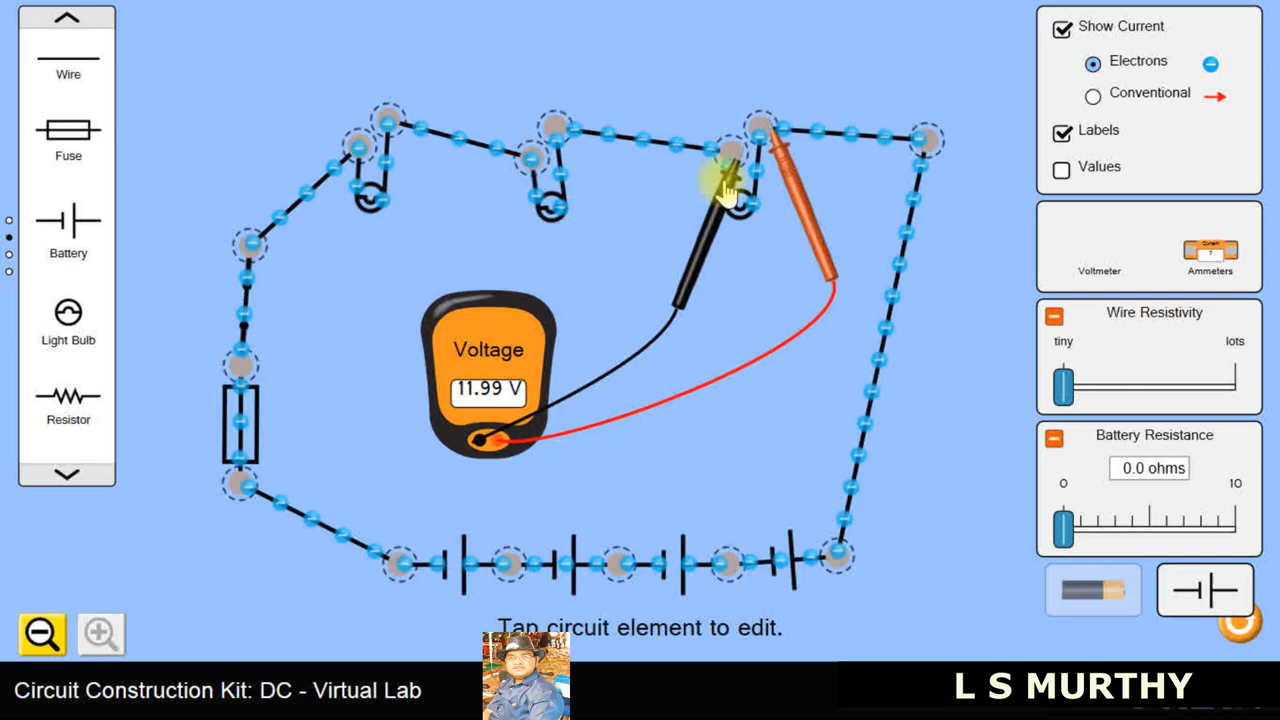 Wire
Fuse
Battery
Light Bulb
Resistor
Voltage
11.99 V
Show Current
Electrons
Conventional
Labels
Values
Voltmeter
Current
?
Ammeters
Wire Resistivity
tiny
lots
Battery Resistance
0.0 ohms
0
10
Tap circuit element to edit.
Circuit Construction Kit: DC - Virtual Lab
L S MURTHY